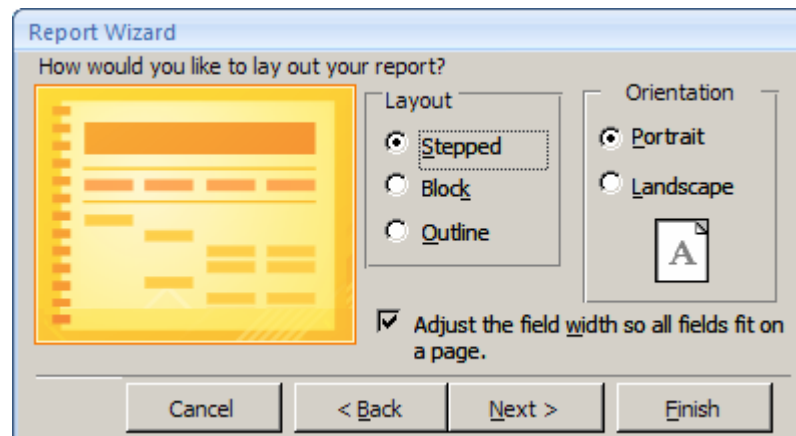 Report Wizard
How would you like to lay out your report?
Layout
Stepped
Block
Outline
Orientation
Portrait
Landscape
A
Adjust the field width so all fields fit on
a page.
Cancel
< Back
Next >
Finish